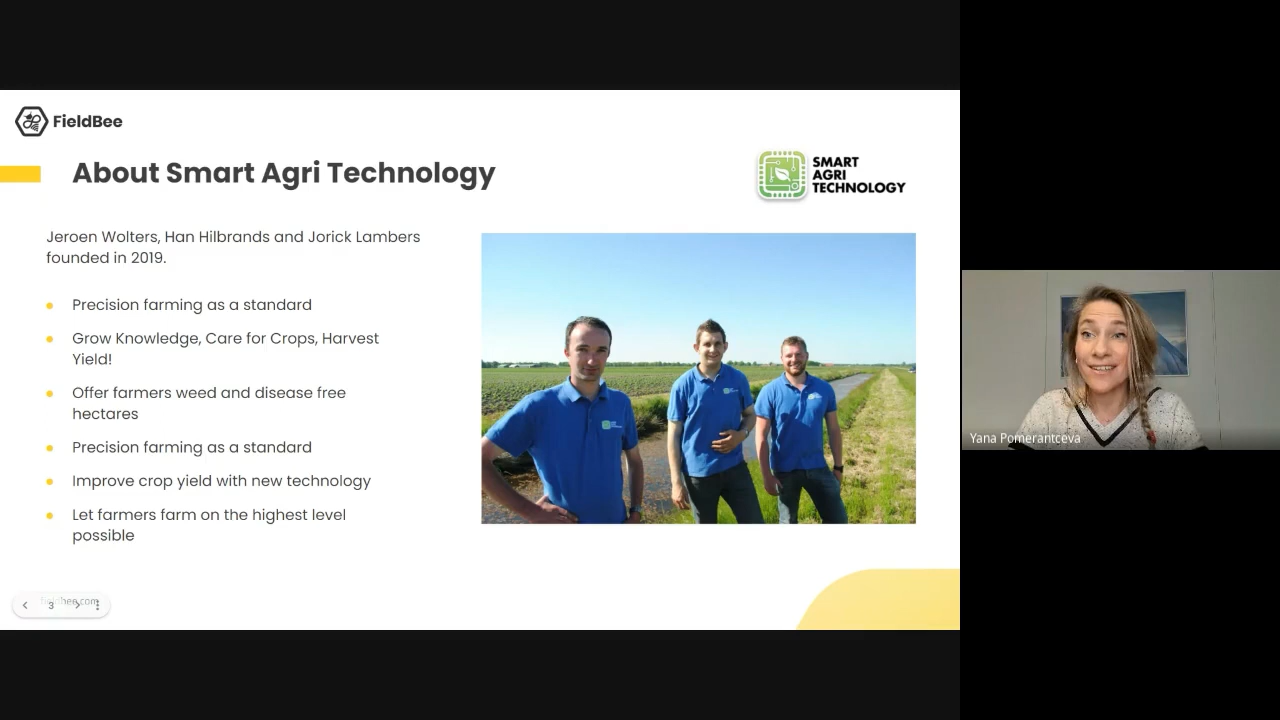 FieldBee
About Smart Agri Technology
SMART
AGRI
TECHNOLOGY
Jeroen Wolters, Han Hilbrands and Jorick Lambers
founded in 2019.
Precision farming as a standard
Grow Knowledge, Care for Crops, Harvest
Yield!
Offer farmers weed and disease free
hectares
Precision farming as a standard
Improve crop yield with new technology
Let farmers farm on the highest level
possible
fieldbee.com
3
Yana Pomerantceva